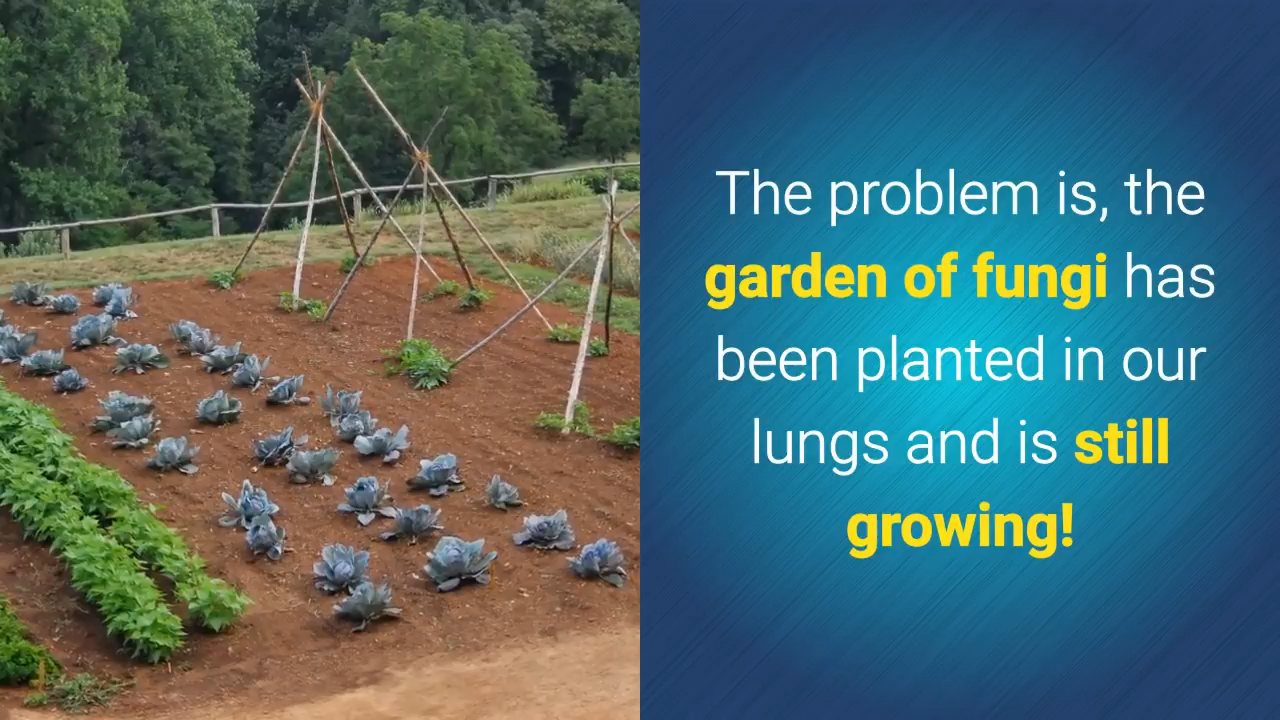 The problem is, the
garden of fungi has
been planted in our
lungs and is still
growing!